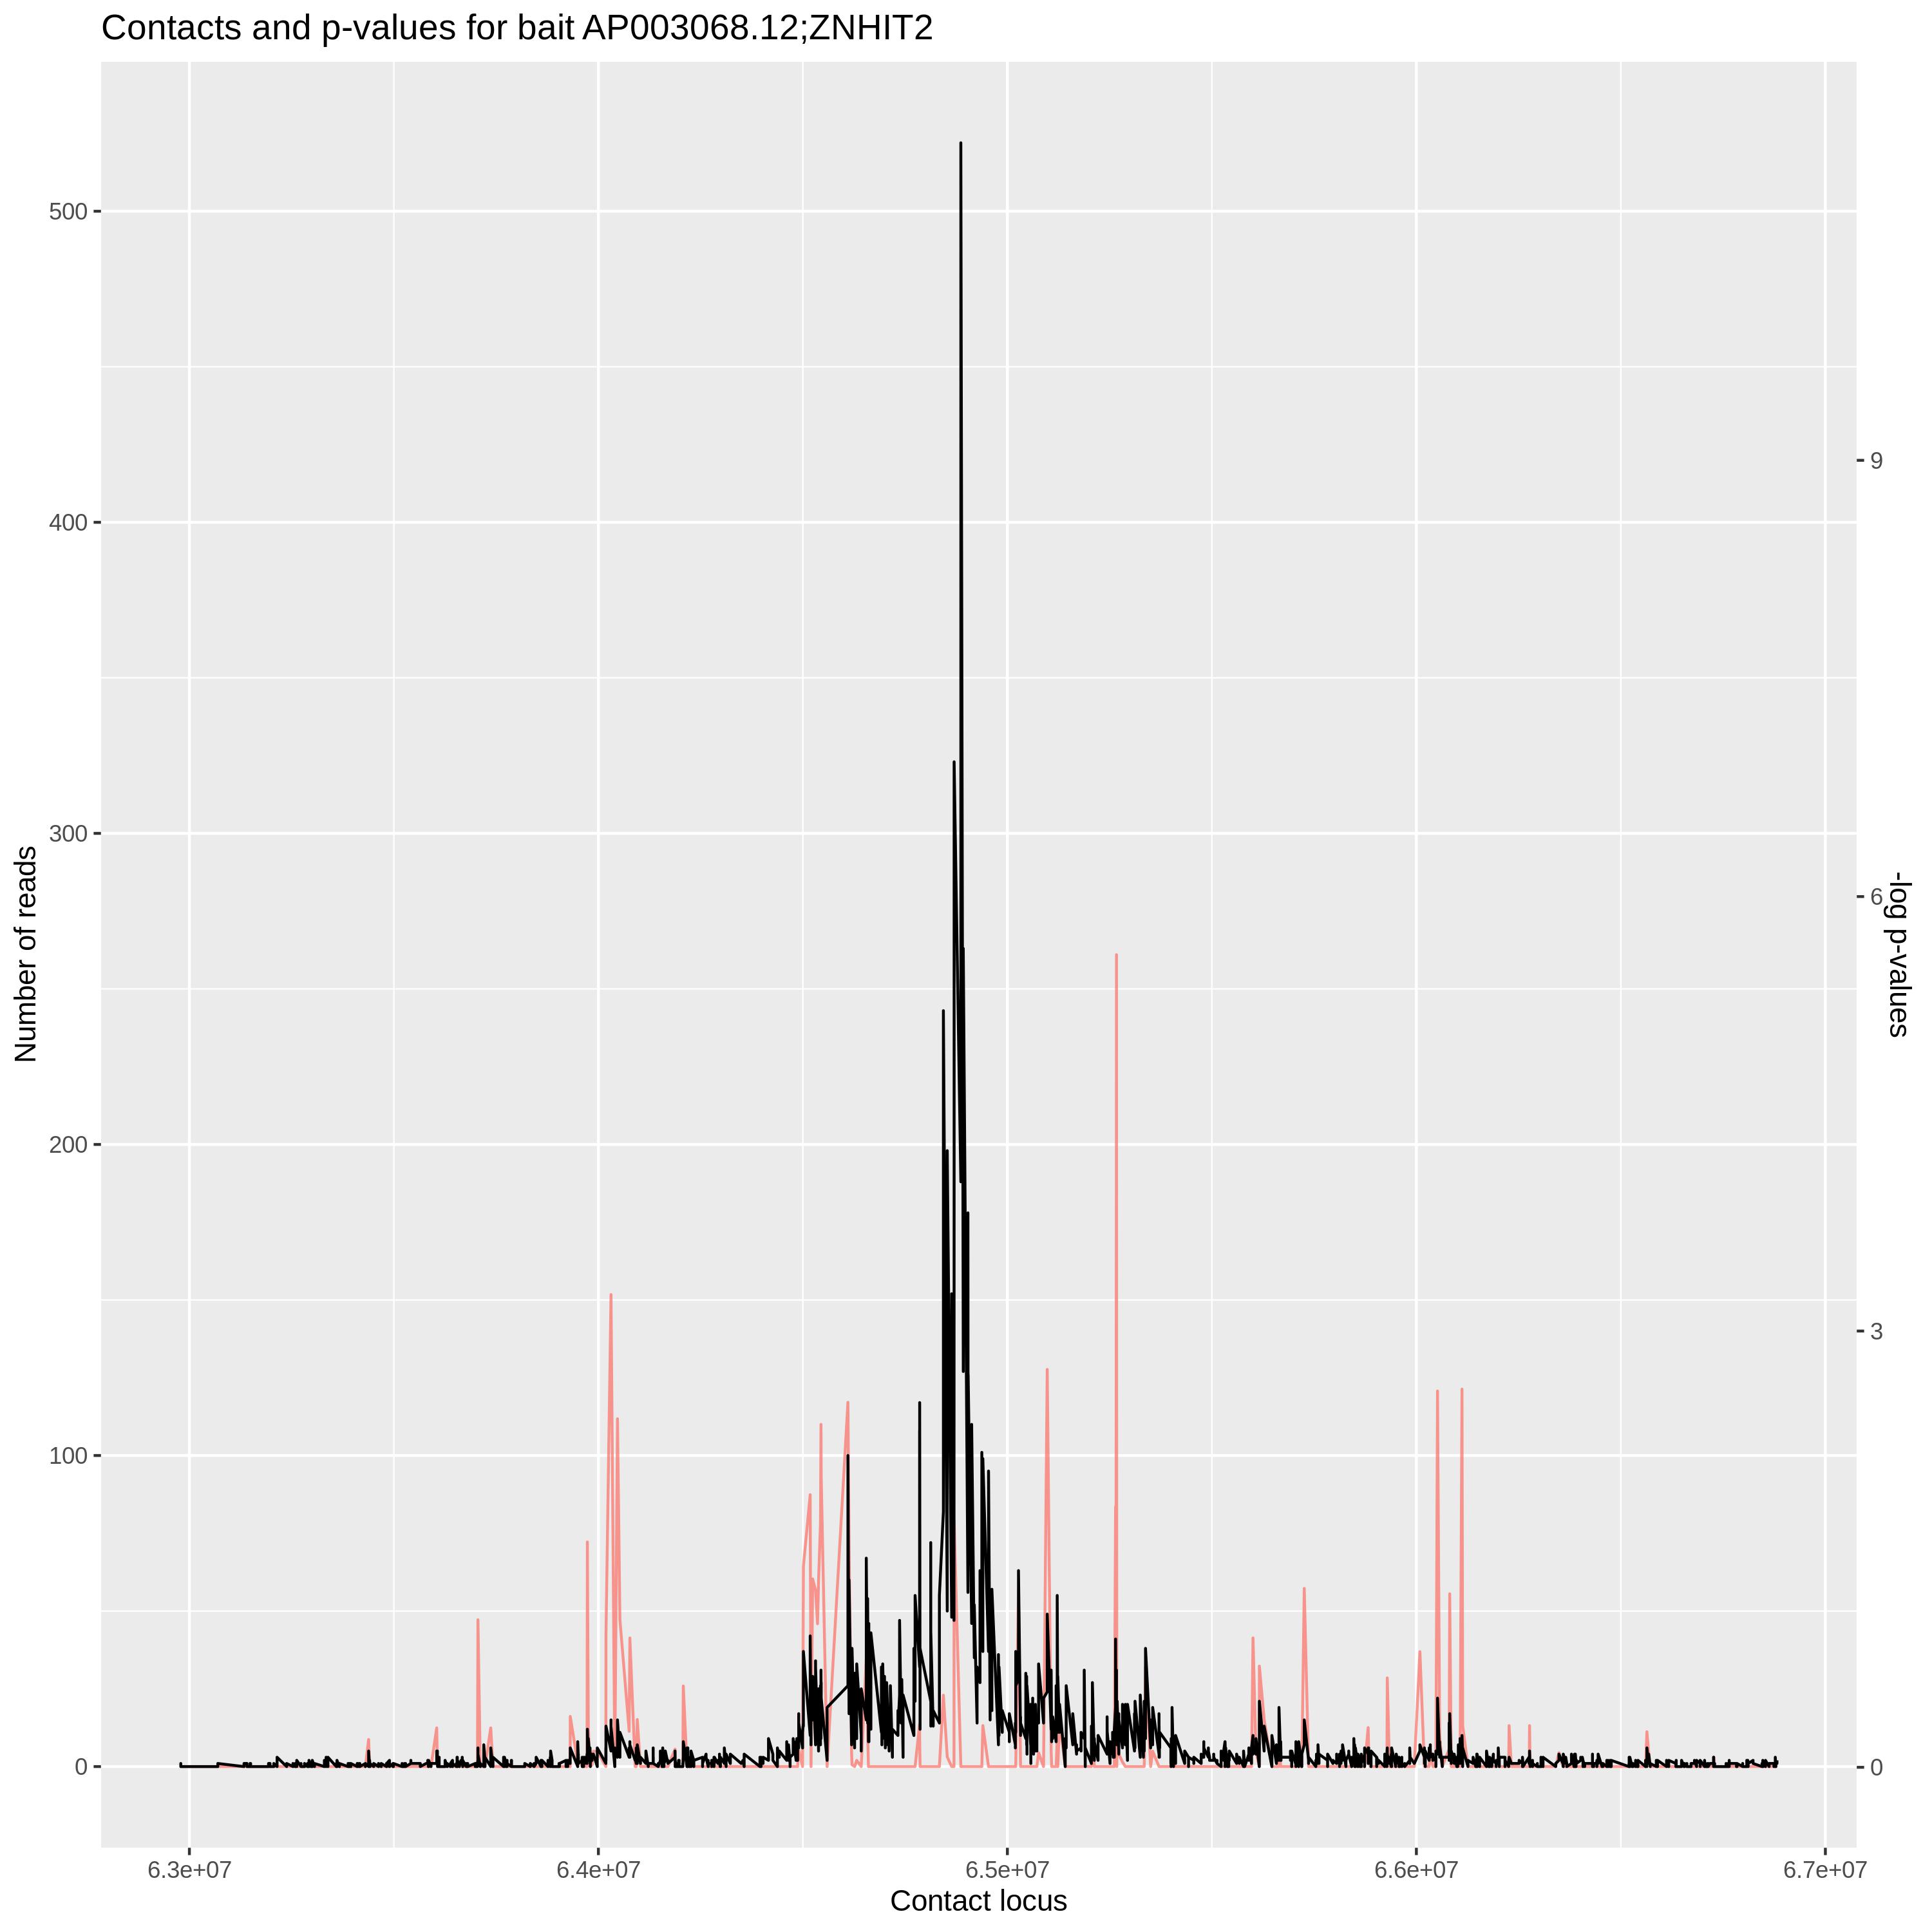 Contacts and p-values for bait AP003068.12;ZNHIT2
500
400
300
200
100
0
Number of reads
9
6
3
0
-log p-values
6.3e+07
6.4e+07
6.5e+07
6.6e+07
6.7e+07
Contact locus